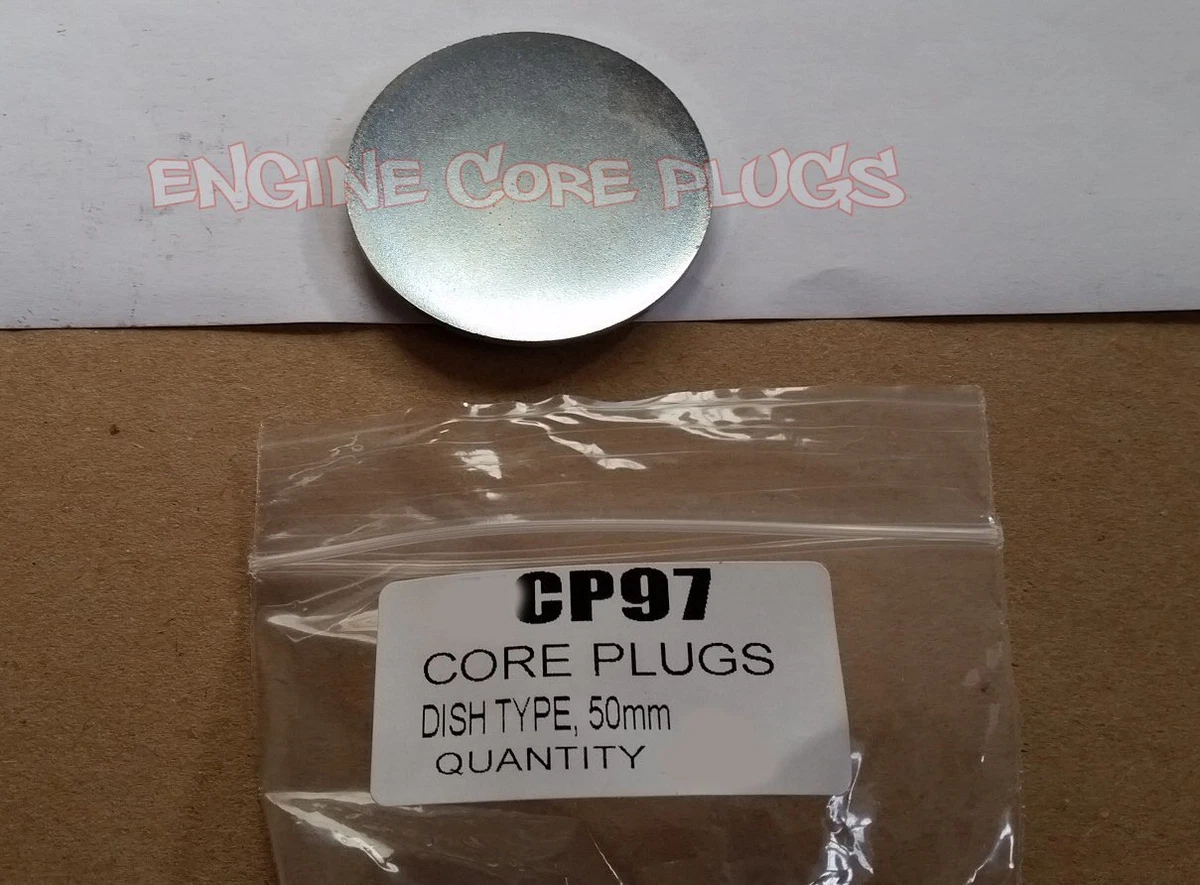 ENGINE CORE PLUGS
CP97
CORE PLUGS
DISH TYPE, 50mm
QUANTITY